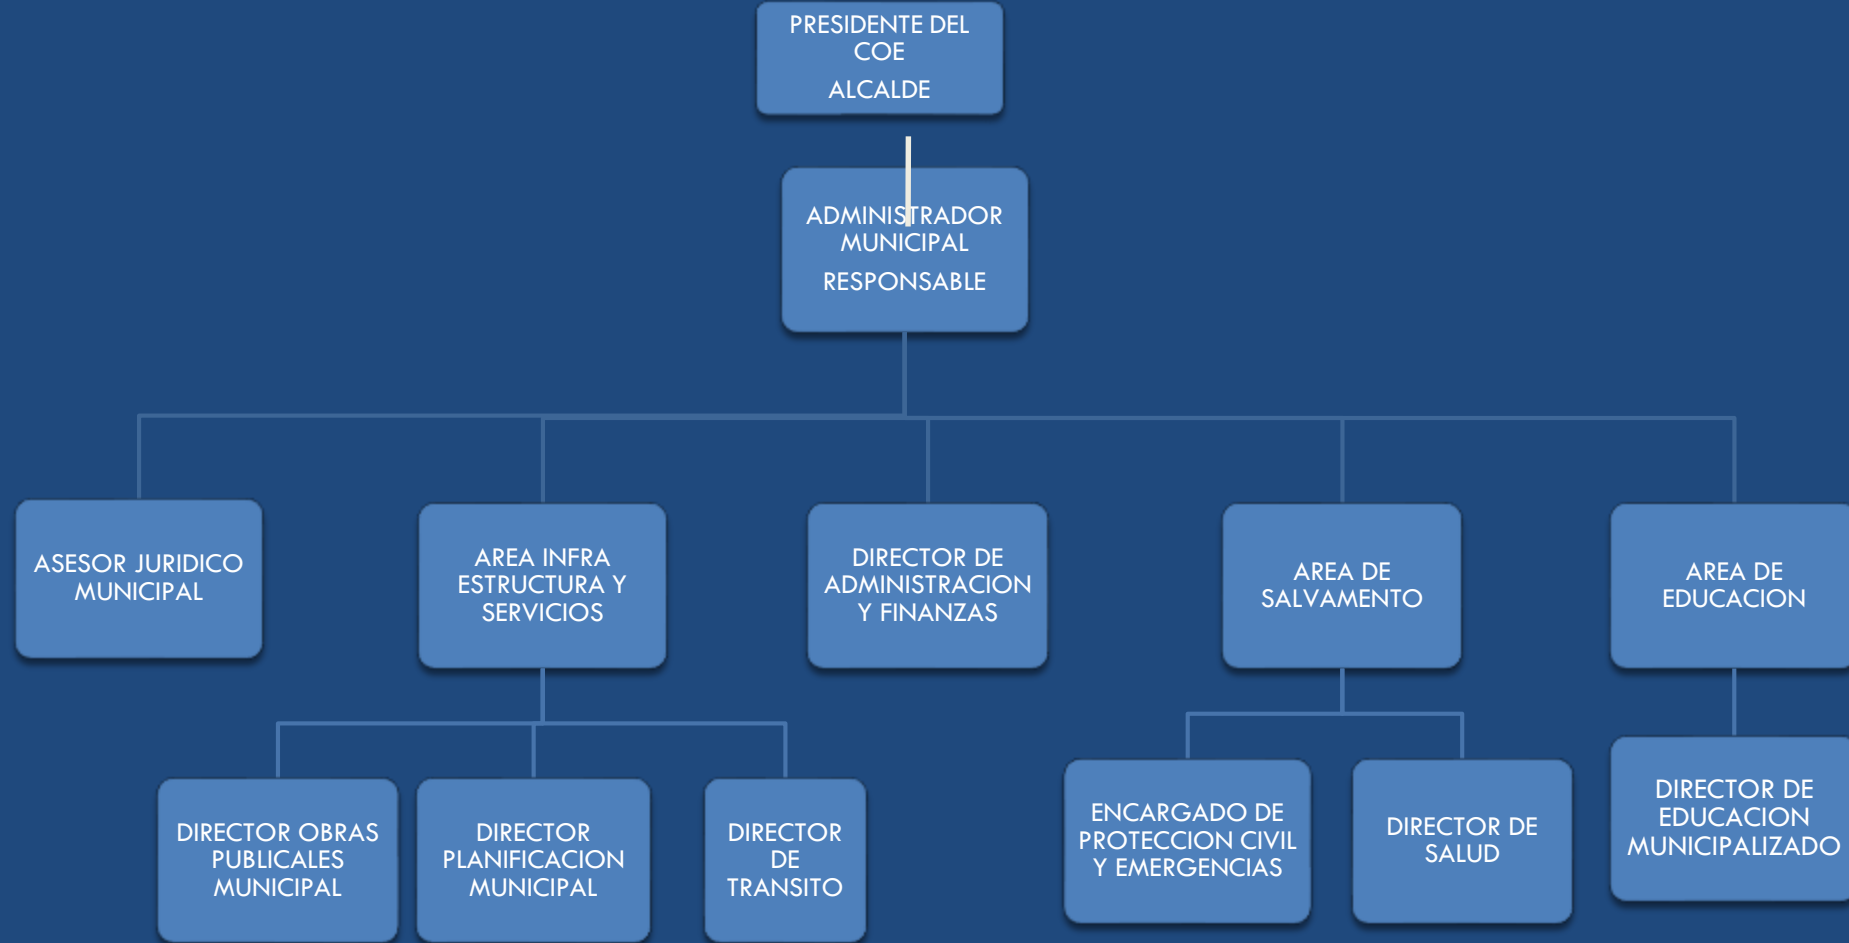 PRESIDENTE DEL
COE
ALCALDE
ADMINISTRADOR
MUNICIPAL
RESPONSABLE
ASESOR JURIDICO
MUNICIPAL
AREA INFRA
ESTRUCTURA Y
SERVICIOS
DIRECTOR DE
ADMINISTRACION
Y FINANZAS
AREA DE
SALVAMENTO
AREA DE
EDUCACION
DIRECTOR OBRAS
PUBLICALES
MUNICIPAL
DIRECTOR
PLANIFICACION
MUNICIPAL
DIRECTOR
DE
TRANSITO
ENCARGADO DE
PROTECCION CIVIL
Y EMERGENCIAS
DIRECTOR DE
SALUD
DIRECTOR DE
EDUCACION
MUNICIPALIZADO